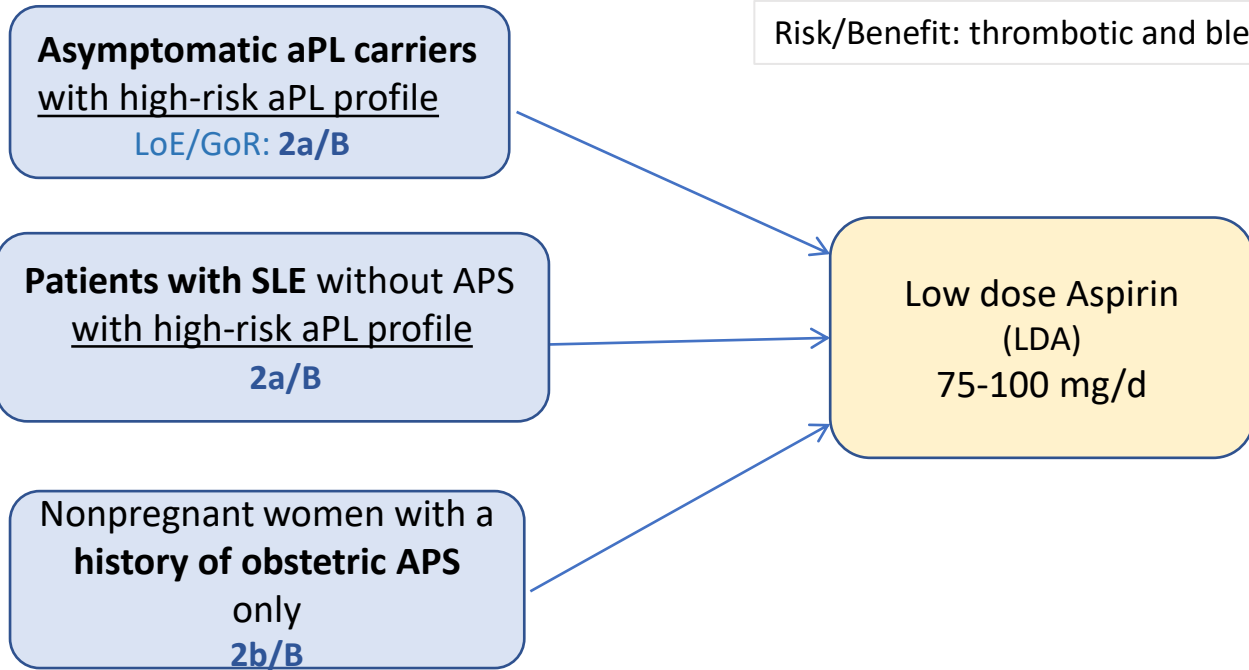 Risk/Benefit: thrombotic and
Asymptomatic aPL carriers
with high-risk aPL profile
LoE/GoR: 2a/B
Patients with SLE without APS
with high-risk aPL profile
2a/B
Nonpregnant women with a
history of obstetric APS
only
2b/B
Low dose Aspirin
(LDA)
75-100 mg/d